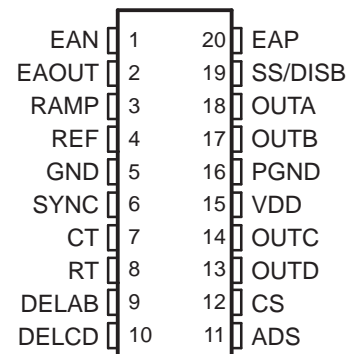 EAN 1 20 EAP
EAOUT 2 19 SS/DISB
RAMP 3 18 OUTA
REF 4 17 OUTB
GND 5 16 PGND
SYNC 6 15 VDD
CT 7 14 OUTC
RT 8 13 OUTD
DELAB 9 12 CS
DELCD 10 11 ADS